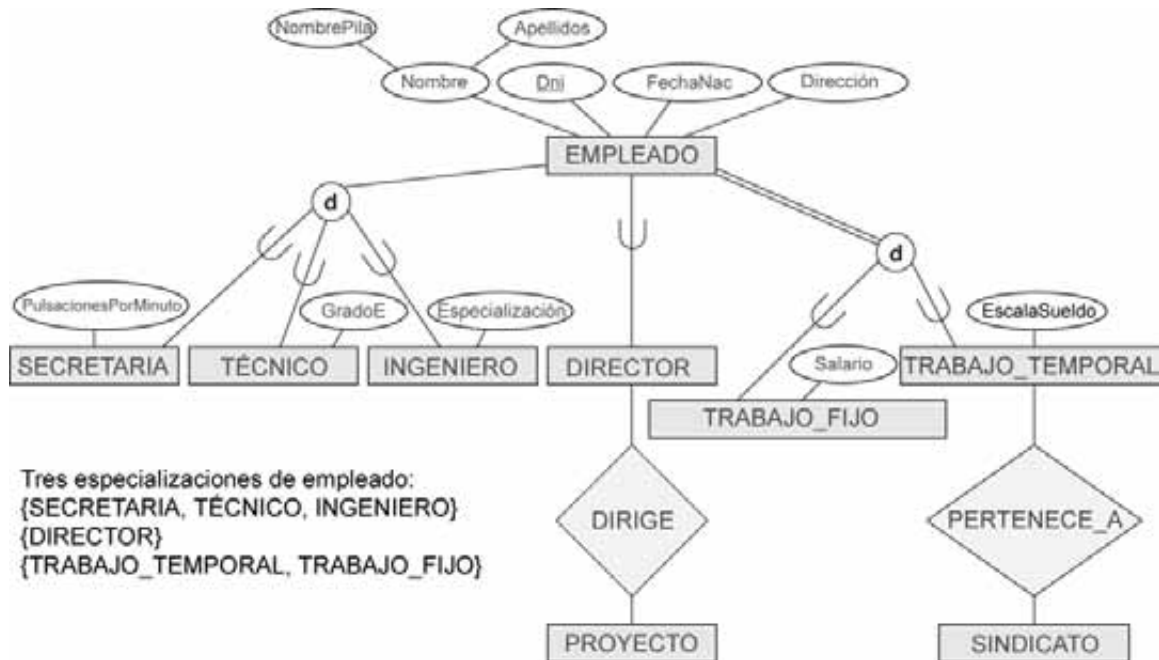 NombrePila
Apellidos
Nombre
Dni
FechaNac
Dirección
EMPLEADO
d
d
PulsacionesPorMinuto
GradoE
Especialización
EscalaSueldo
SECRETARIA
TÉCNICO
INGENIERO
DIRECTOR
Salario
TRABAJO_TEMPORAL
TRABAJO_FIJO
Tres especializaciones de empleado:
{SECRETARIA, TÉCNICO, INGENIERO}
{DIRECTOR}
{TRABAJO_TEMPORAL, TRABAJO_FIJO}
DIRIGE
PERTENECE_A
PROYECTO
SINDICATO